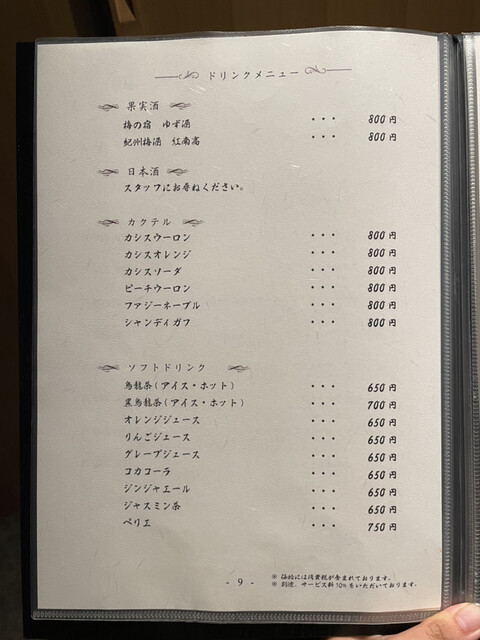 ドリンクメニュー
果実酒
梅の宿 ゆず酒 ・・・ 800円
紀州梅酒 紅南高 ・・・ 800円
日本酒
スタッフにお尋ねください。
カクテル
カシスウーロン ・・・ 800円
カシスオレンジ ・・・ 800円
カシスソーダ ・・・ 800円
ピーチウーロン ・・・ 800円
ファジーネーブル ・・・ 800円
シャンディガフ ・・・ 800円
ソフトドリンク
烏龍茶(アイス・ホット) ・・・ 650円
黒烏龍茶(アイス・ホット) ・・・ 700円
オレンジジュース ・・・ 650円
りんごジュース ・・・ 650円
グレープジュース ・・・ 650円
コカコーラ ・・・ 650円
ジンジャエール ・・・ 650円
ジャスミン茶 ・・・ 650円
ペリエ ・・・ 750円
※ 価格には消費税が含まれております。
※ 別途、サービス料10%をいただいております。
- 9 -